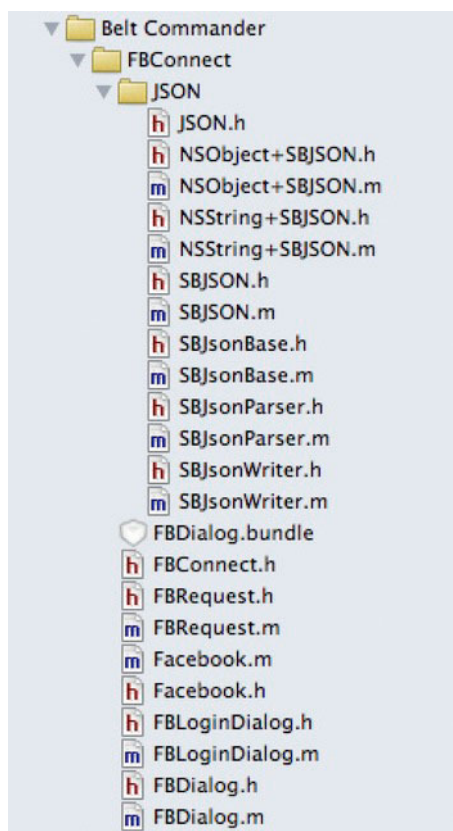 Belt Commander
FBConnect
JSON
h JSON.h
h NSObject+SBJSON.h
m NSObject+SBJSON.m
h NSString+SBJSON.h
m NSString+SBJSON.m
h SBJSON.h
m SBJSON.m
h SBJsonBase.h
m SBJsonBase.m
h SBJsonParser.h
m SBJsonParser.m
h SBJsonWriter.h
m SBJsonWriter.m
FBDialog.bundle
h FBConnect.h
h FBRequest.h
m FBRequest.m
m Facebook.m
h Facebook.h
h FBLoginDialog.h
m FBLoginDialog.m
h FBDialog.h
m FBDialog.m